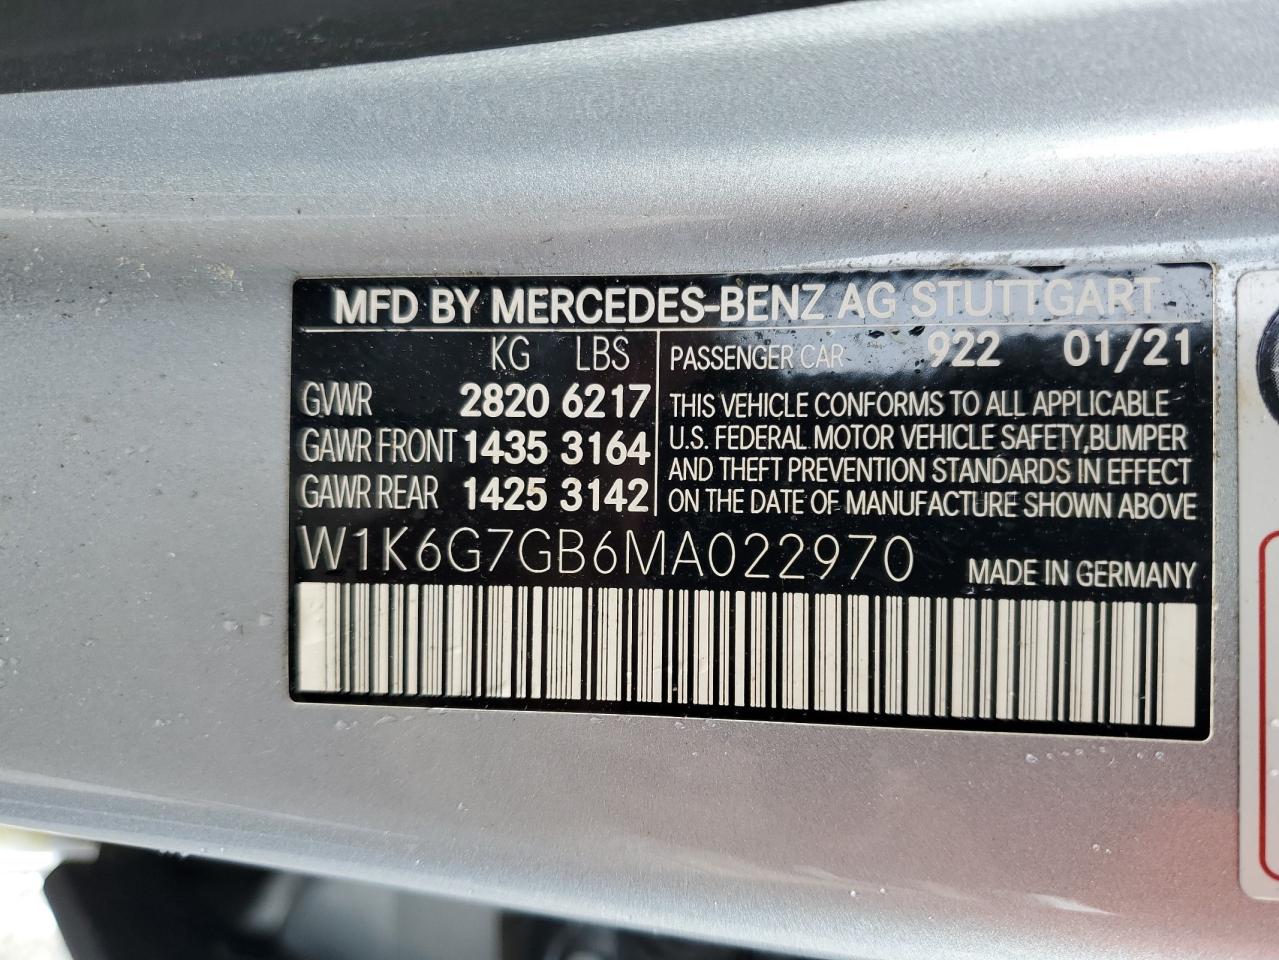 MFD BY MERCEDES-BENZ AG STUTTGART
KG LBS
GVWR 2820 6217
GAWR FRONT 1435 3164
GAWR REAR 1425 3142
PASSENGER CAR 922 01/21
THIS VEHICLE CONFORMS TO ALL APPLICABLE
U.S. FEDERAL MOTOR VEHICLE SAFETY,BUMPER
AND THEFT PREVENTION STANDARDS IN EFFECT
ON THE DATE OF MANUFACTURE SHOWN ABOVE
W1K6G7GB6MA022970 MADE IN GERMANY